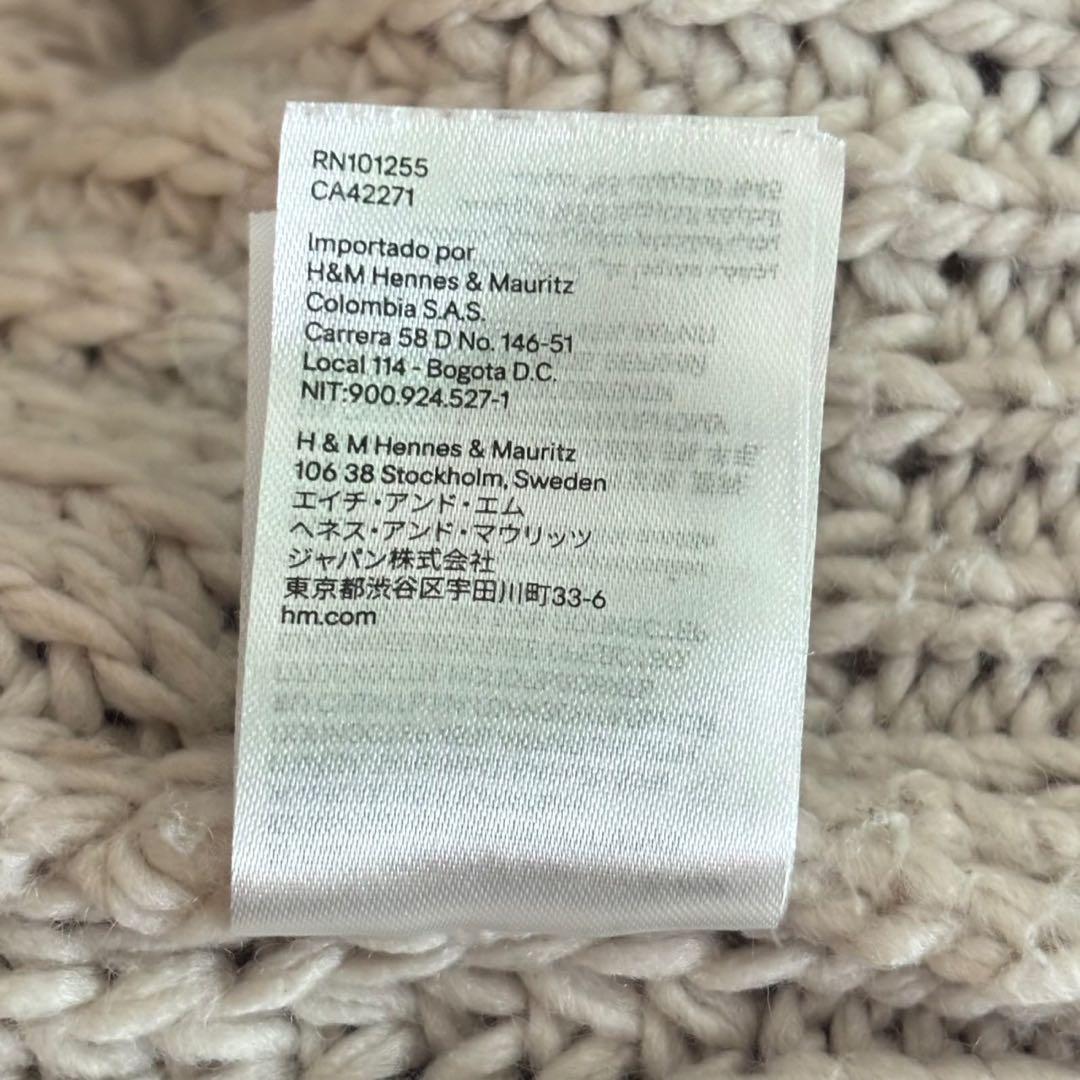 RN101255
CA42271
Importado por
H&M Hennes & Mauritz
Colombia S.A.S.
Carrera 58 D No. 146-51
Local 114 - Bogota D.C.
NIT:900.924.527-1
H & M Hennes & Mauritz
106 38 Stockholm, Sweden
エイチ・アンド・エム
ヘネス・アンド・マウリッツ
ジャパン株式会社
東京都渋谷区宇田川町33-6
hm.com